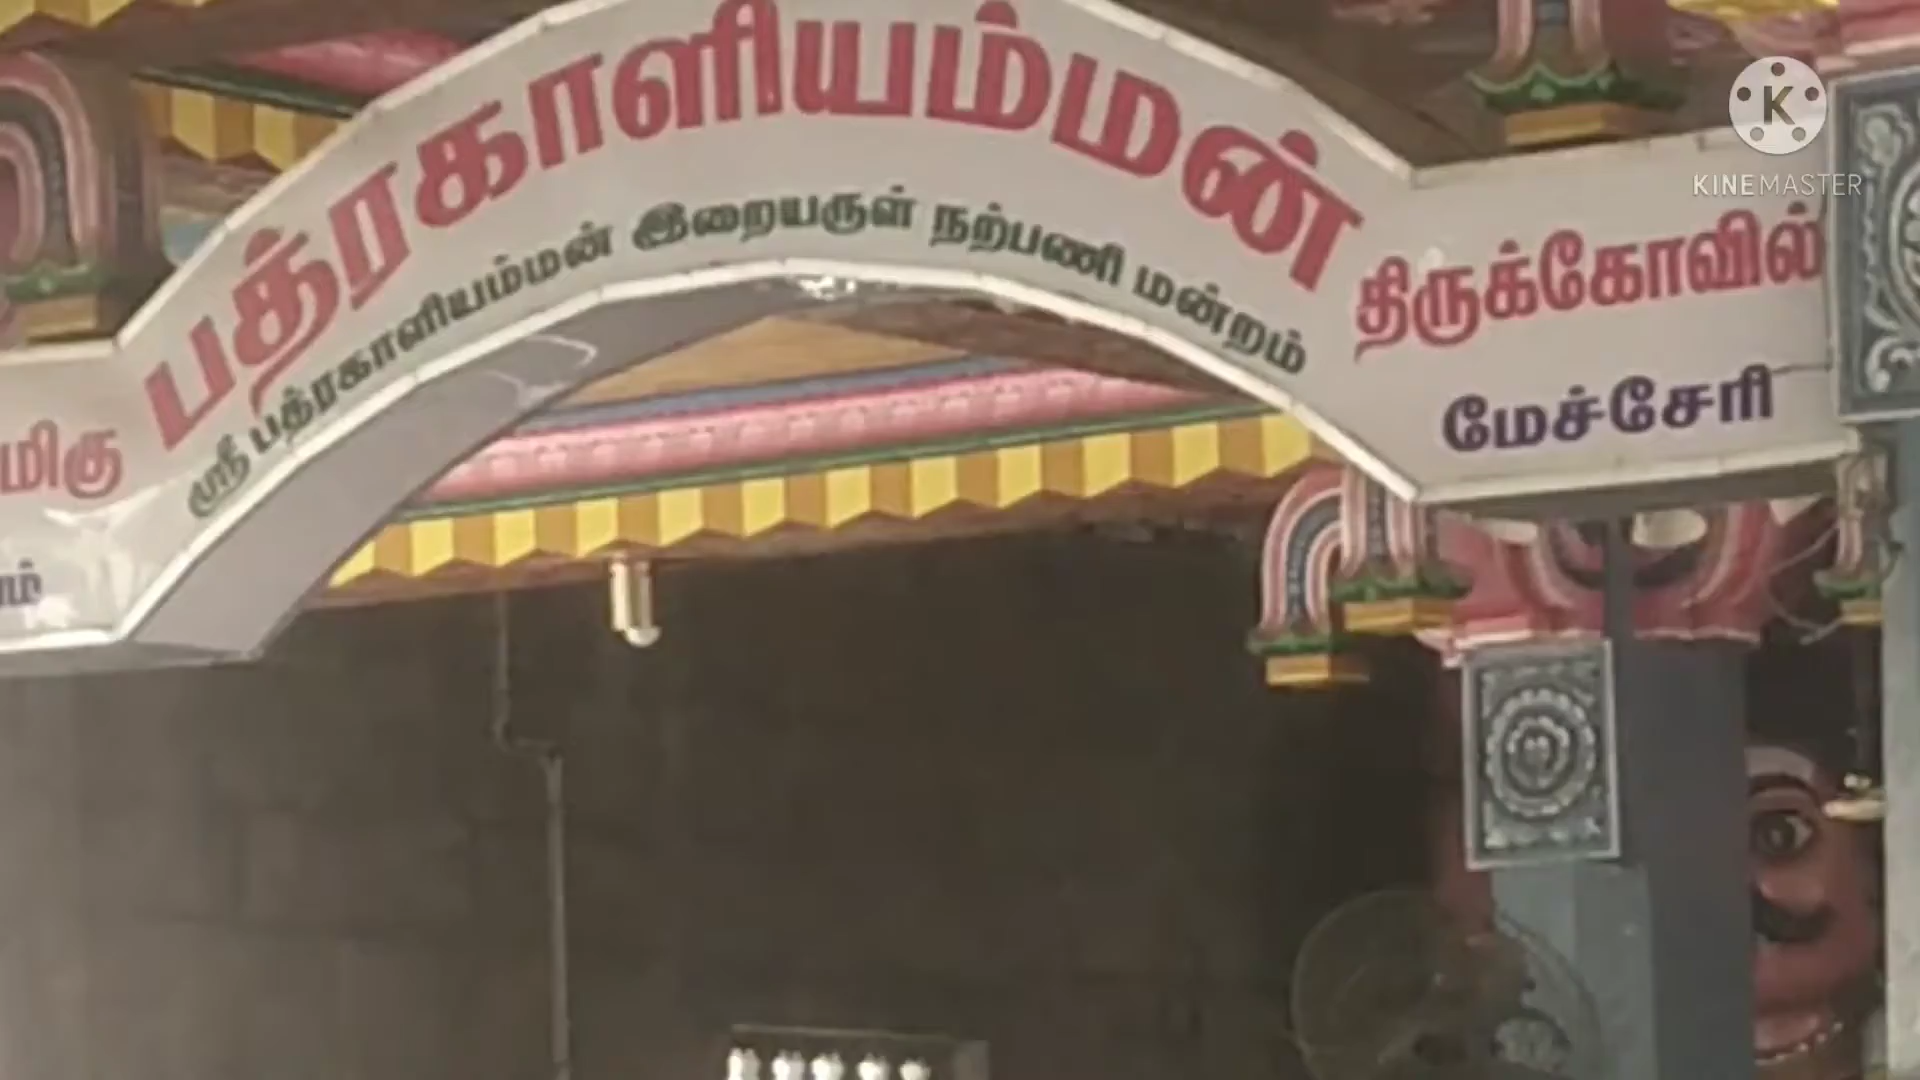 மிகு பத்ரகாளியம்மன் திருக்கோவில்
ஸ்ரீ பத்ரகாளியம்மன் இறையருள் நற்பணி மன்றம்
மேச்சேரி
KINEMASTER